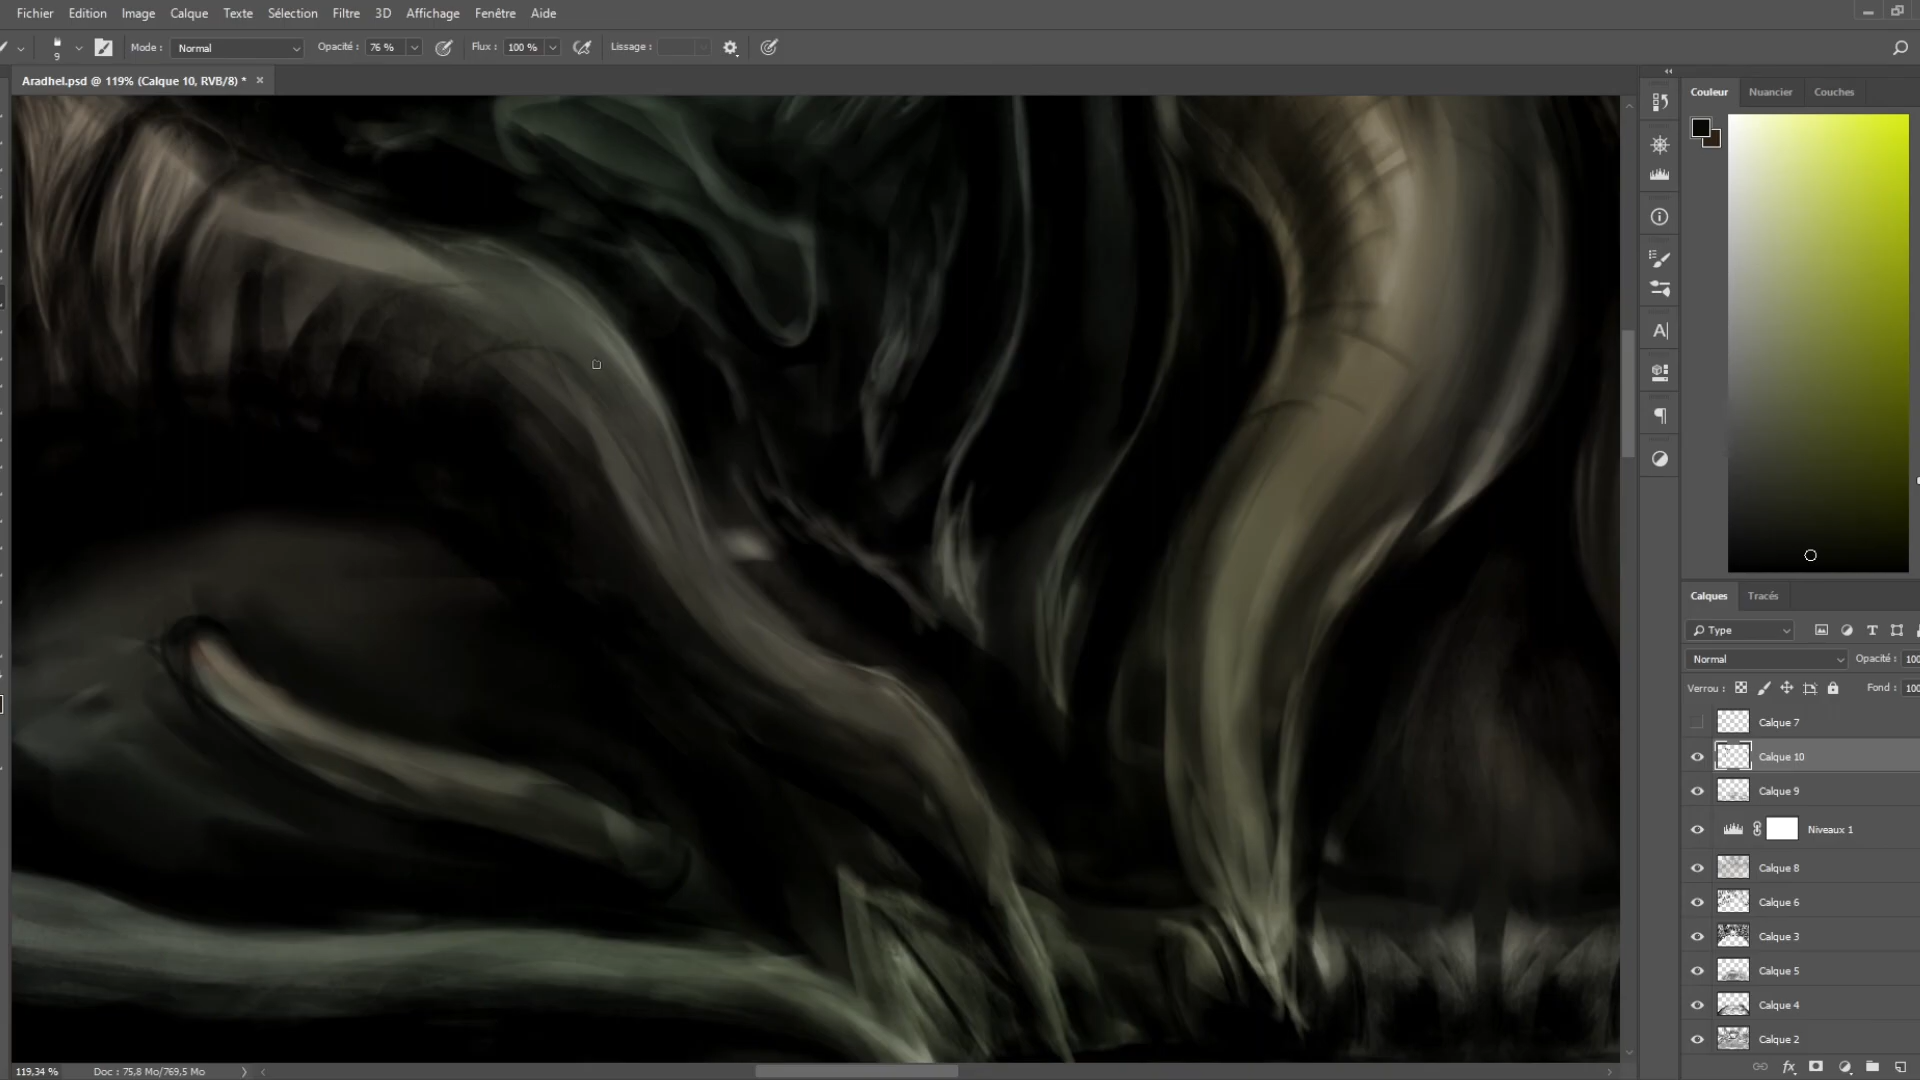 Fichier Edition Image Calque Texte Sélection Filtre 3D Affichage Fenêtre Aide
9 Mode : Normal Opacité : 76 % Flux : 100 % Lissage :
Aradhel.psd @ 119% (Calque 10, RVB/8) * ×
Couleur Nuancier Couches
Calques Tracés
Type
Normal Opacité : 100
Verrou : Fond : 100
Calque 7
Calque 10
Calque 9
Niveaux 1
Calque 8
Calque 6
Calque 3
Calque 5
Calque 4
Calque 2
119,34 % Doc : 75,8 Mo/769,5 Mo